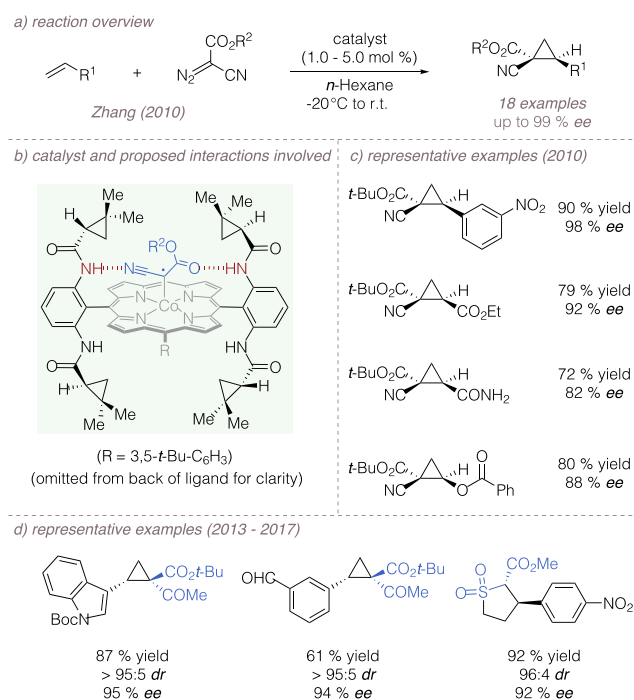 a) reaction overview
R¹
+
N₂
CO₂R²
CN
catalyst
(1.0 - 5.0 mol %)
n-Hexane
-20°C to r.t.
R²O₂C
NC
H
R¹
Zhang (2010)
18 examples
up to 99 % ee
b) catalyst and proposed interactions involved
Me
Me
H
O
NH
N
R²O
O
HN
O
H
Me
Me
N
N
N
N
Co
R
NH
O
H
Me
Me
HN
O
H
Me
Me
(R = 3,5-t-Bu-C₆H₃)
(omitted from back of ligand for clarity)
c) representative examples (2010)
t-BuO₂C
NC
H
NO₂
90 % yield
98 % ee
t-BuO₂C
NC
H
CO₂Et
79 % yield
92 % ee
t-BuO₂C
NC
H
CONH₂
72 % yield
82 % ee
t-BuO₂C
NC
H
O
O
Ph
80 % yield
88 % ee
d) representative examples (2013 - 2017)
BocN
CO₂t-Bu
COMe
87 % yield
> 95:5 dr
95 % ee
OHC
CO₂t-Bu
COMe
61 % yield
> 95:5 dr
94 % ee
O
O
S
CO₂Me
NO₂
92 % yield
96:4 dr
92 % ee